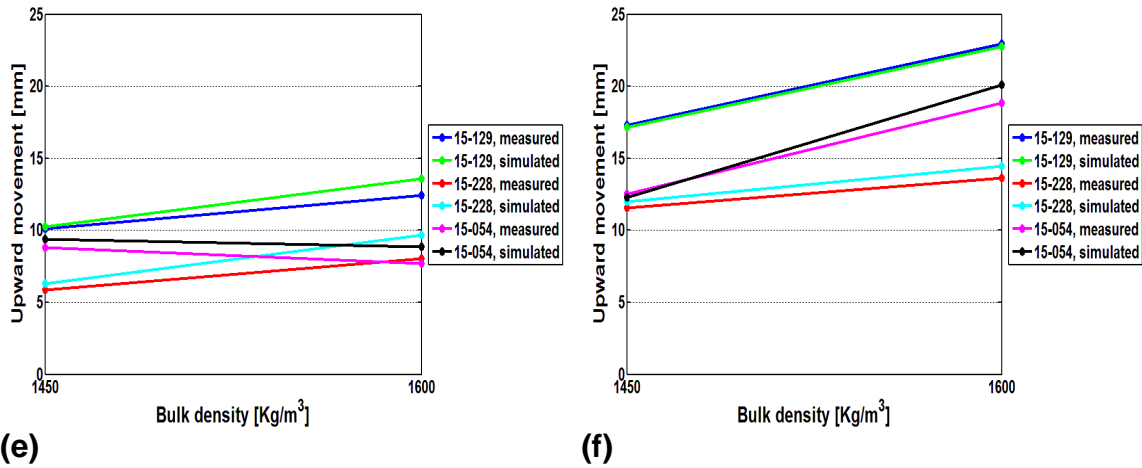 25
20
15
10
5
0
Upward movement [mm]
1450
1600
Bulk density [Kg/m³]
15-129, measured
15-129, simulated
15-228, measured
15-228, simulated
15-054, measured
15-054, simulated
(e)
25
20
15
10
5
0
Upward movement [mm]
1450
1600
Bulk density [Kg/m³]
15-129, measured
15-129, simulated
15-228, measured
15-228, simulated
15-054, measured
15-054, simulated
(f)